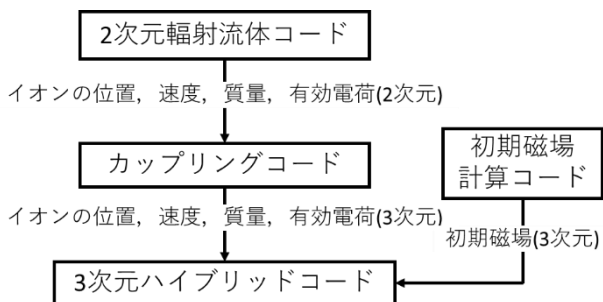 2次元輻射流体コード
イオンの位置，速度，質量，有効電荷(2次元)
カップリングコード
初期磁場
計算コード
イオンの位置，速度，質量，有効電荷(3次元)
初期磁場(3次元)
3次元ハイブリッドコード